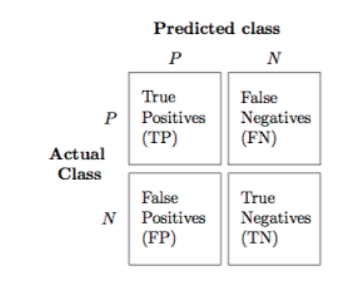 Predicted class
P N
True
Positives
(TP)
False
Negatives
(FN)
P
Actual
Class
False
Positives
(FP)
True
Negatives
(TN)
N